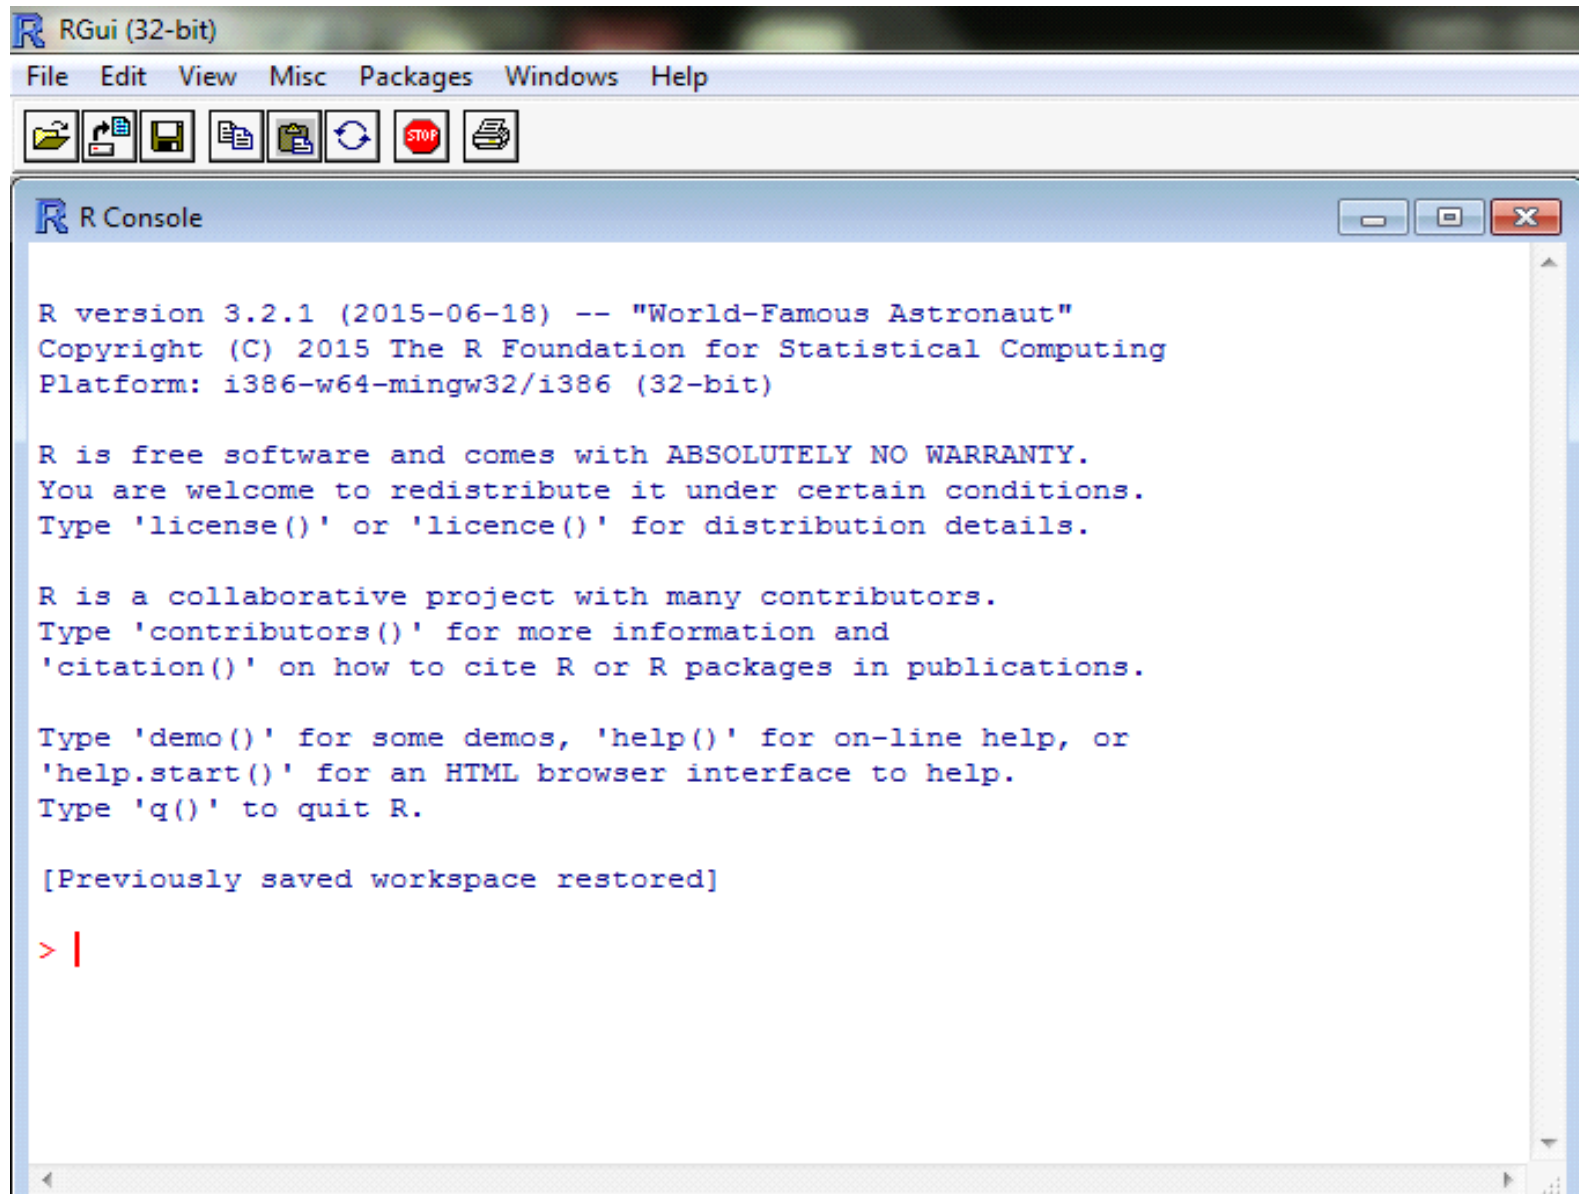 RGui (32-bit)
File Edit View Misc Packages Windows Help
STOP
R Console
R version 3.2.1 (2015-06-18) -- "World-Famous Astronaut"
Copyright (C) 2015 The R Foundation for Statistical Computing
Platform: i386-w64-mingw32/i386 (32-bit)
R is free software and comes with ABSOLUTELY NO WARRANTY.
You are welcome to redistribute it under certain conditions.
Type 'license()' or 'licence()' for distribution details.
R is a collaborative project with many contributors.
Type 'contributors()' for more information and
'citation()' on how to cite R or R packages in publications.
Type 'demo()' for some demos, 'help()' for on-line help, or
'help.start()' for an HTML browser interface to help.
Type 'q()' to quit R.
[Previously saved workspace restored]
>